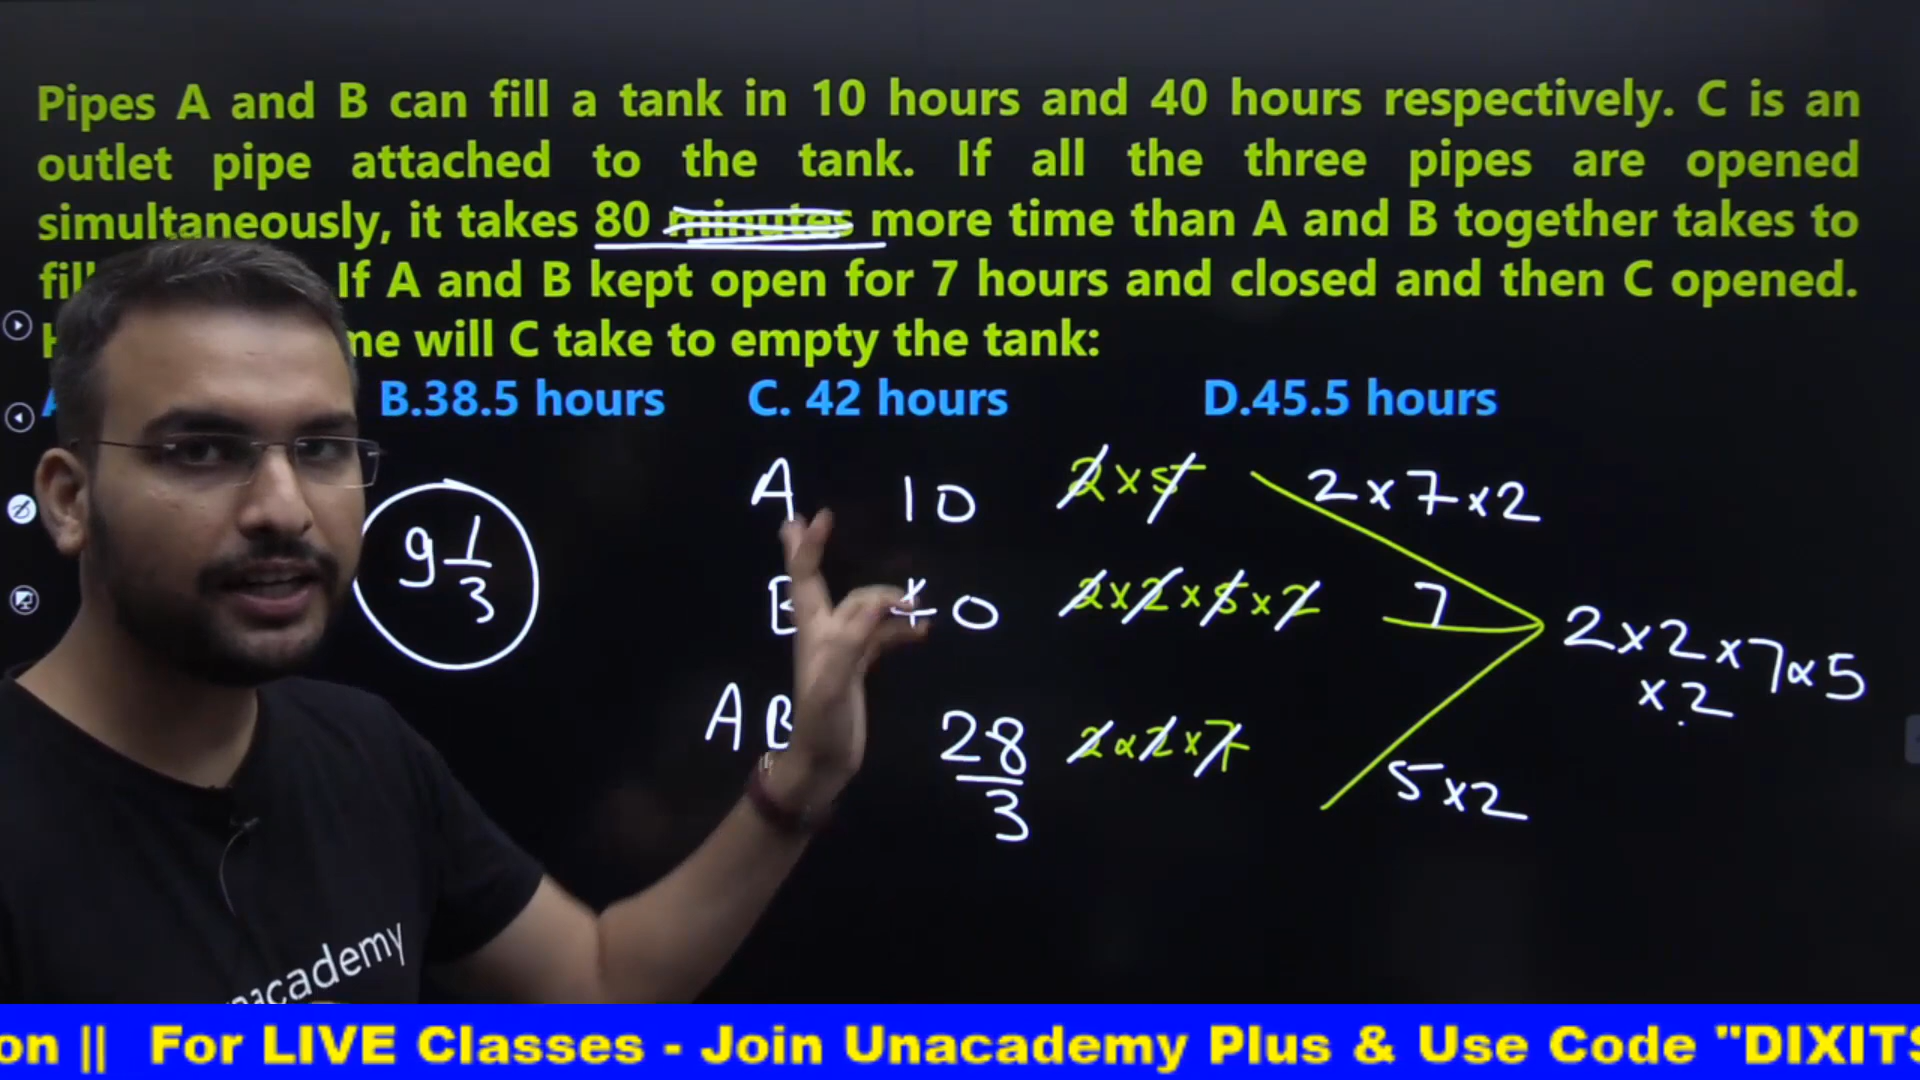 Pipes A and B can fill a tank in 10 hours and 40 hours respectively. C is an
outlet pipe attached to the tank. If all the three pipes are opened
simultaneously, it takes 80 minutes more time than A and B together takes to
If A and B kept open for 7 hours and closed and then C opened.
will C take to empty the tank:
B.38.5 hours C. 42 hours D.45.5 hours
A 10 2×5 2×7×2
9 1/3
40 2×2×5×2 7 2×2×7×5
×2
A B 28/3 2×2×7 5×2
For LIVE Classes - Join Unacademy Plus & Use Code